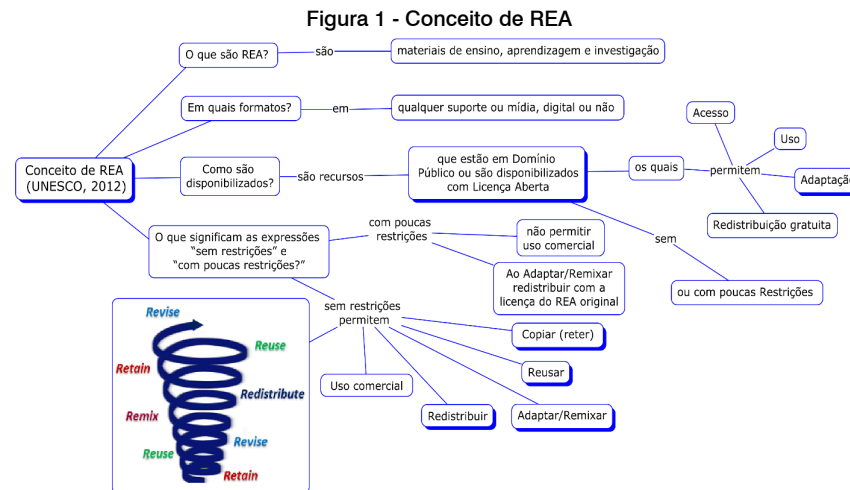 Figura 1 - Conceito de REA
O que são REA?
são
materiais de ensino, aprendizagem e investigação
Em quais formatos?
em
qualquer suporte ou mídia, digital ou não
Conceito de REA
(UNESCO, 2012)
Como são
disponibilizados?
são recursos
que estão em Domínio
Público ou são disponibilizados
com Licença Aberta
os quais
permitem
Acesso
Uso
Adaptação
Redistribuição gratuita
sem
ou com poucas Restrições
O que significam as expressões
“sem restrições” e
“com poucas restrições?”
com poucas
restrições
não permitir
uso comercial
Ao Adaptar/Remixar
redistribuir com a
licença do REA original
sem restrições
permitem
Copiar (reter)
Reusar
Adaptar/Remixar
Redistribuir
Uso comercial
Revise
Reuse
Retain
Redistribute
Remix
Revise
Reuse
Retain